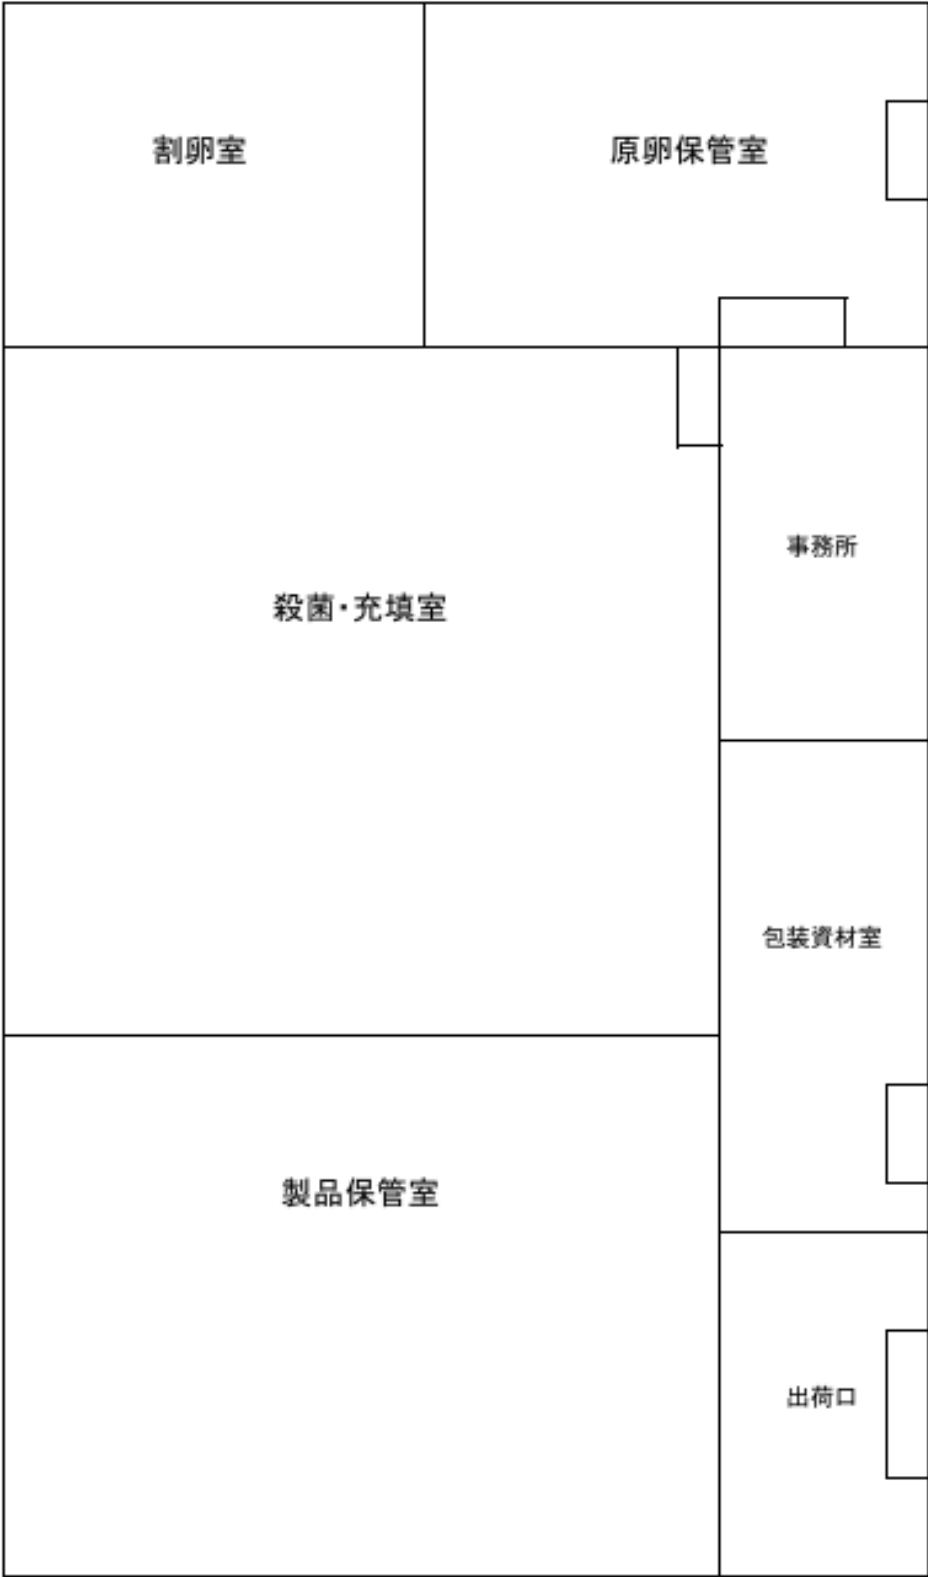 割卵室
原卵保管室
事務所
殺菌・充填室
包装資材室
製品保管室
出荷口